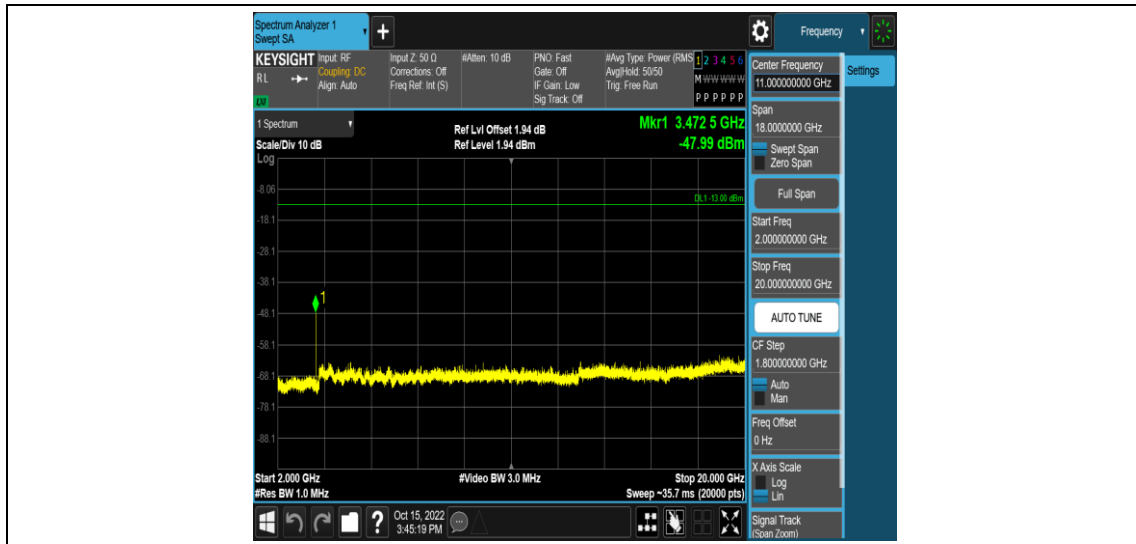 Spectrum Analyzer 1
Swept SA
+
Frequency
KEYSIGHT
RL
LXI
Input: RF
Coupling: DC
Align: Auto
Input Z: 50 Ω
Corrections: Off
Freq Ref: Int (S)
#Atten: 10 dB
PNO: Fast
Gate: Off
IF Gain: Low
Sig Track: Off
#Avg Type: Power (RMS
Avg|Hold: 50/50
Trig: Free Run
1 2 3 4 5 6
M W W W W W
P P P P P P
1 Spectrum
Scale/Div 10 dB
Log
Ref Lvl Offset 1.94 dB
Ref Level 1.94 dBm
Mkr1 3.472 5 GHz
-47.99 dBm
-8.06
DL1 -13.00 dBm
-18.1
-28.1
-38.1
1
-48.1
-58.1
-68.1
-78.1
-88.1
Start 2.000 GHz
#Res BW 1.0 MHz
#Video BW 3.0 MHz
Stop 20.000 GHz
Sweep ~35.7 ms (20000 pts)
?
Oct 15, 2022
3:45:19 PM
Center Frequency
11.000000000 GHz
Settings
Span
18.0000000 GHz
Swept Span
Zero Span
Full Span
Start Freq
2.000000000 GHz
Stop Freq
20.000000000 GHz
AUTO TUNE
CF Step
1.800000000 GHz
Auto
Man
Freq Offset
0 Hz
X Axis Scale
Log
Lin
Signal Track
(Span Zoom)